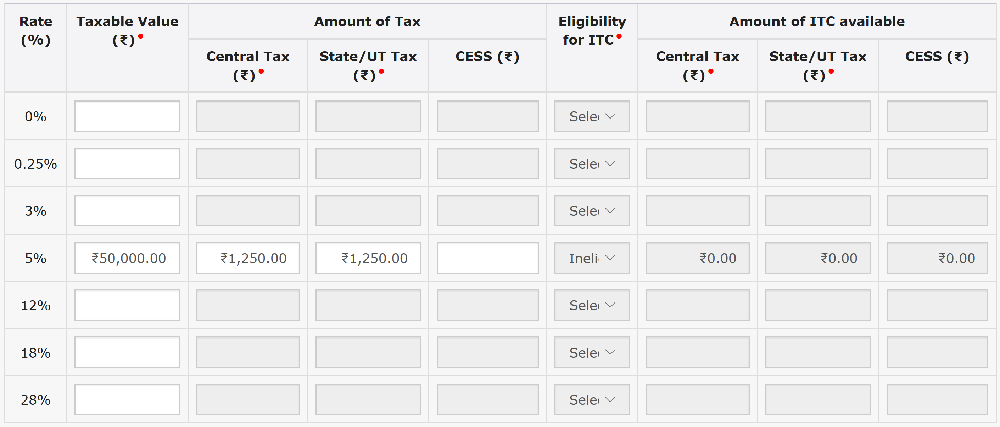 Rate (%)
Taxable Value (₹)
Amount of Tax
Eligibility for ITC
Amount of ITC available
Central Tax (₹)
State/UT Tax (₹)
CESS (₹)
Central Tax (₹)
State/UT Tax (₹)
CESS (₹)
0% Selec
0.25% Selec
3% Selec
5% ₹50,000.00 ₹1,250.00 ₹1,250.00 Inelig ₹0.00 ₹0.00 ₹0.00
12% Selec
18% Selec
28% Selec